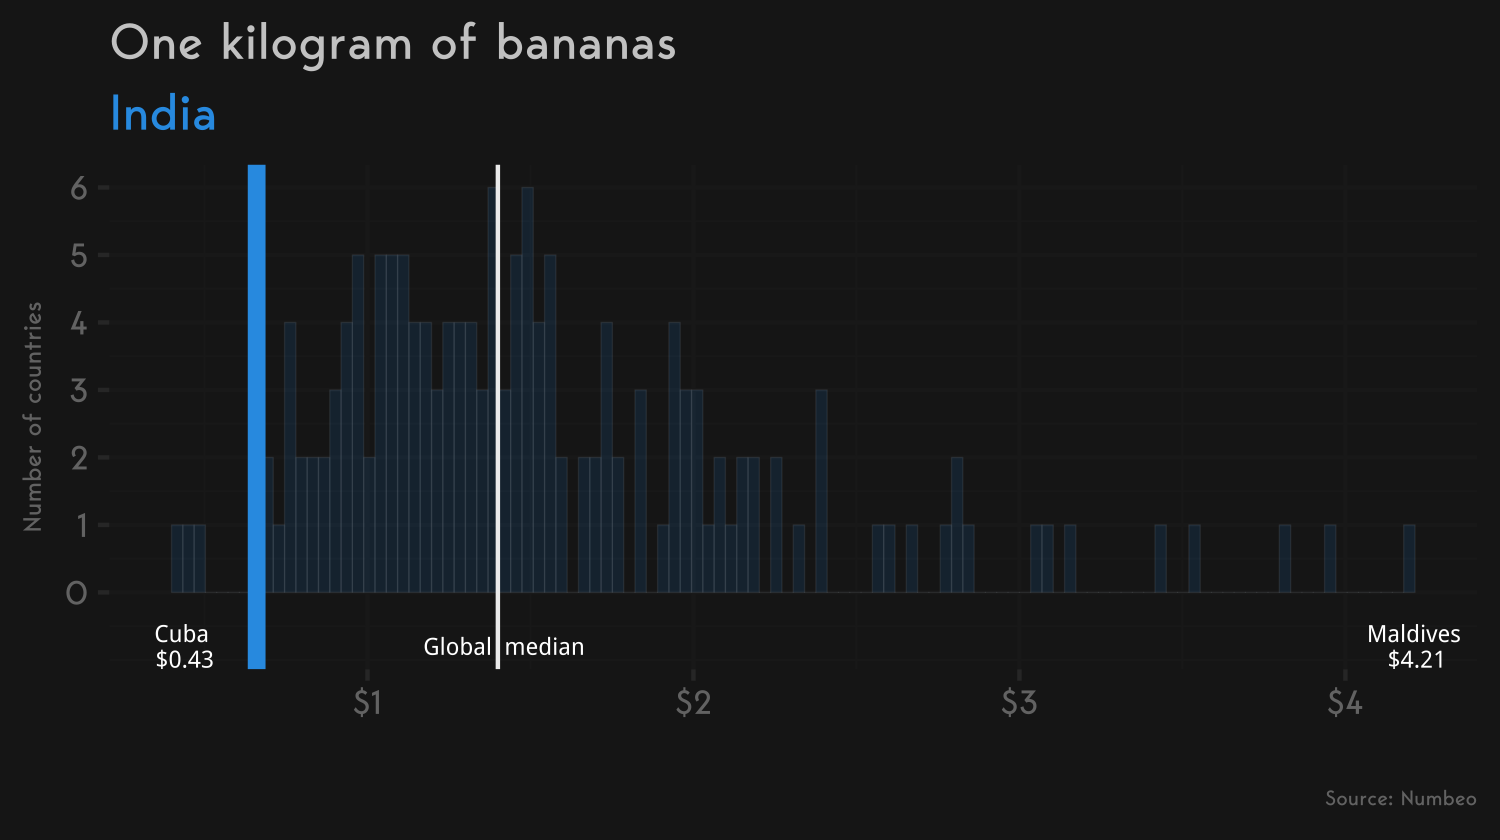 One kilogram of bananas
India
Number of countries
6
5
4
3
2
1
0
Cuba
$0.43
Global median
Maldives
$4.21
$1 $2 $3 $4
Source: Numbeo